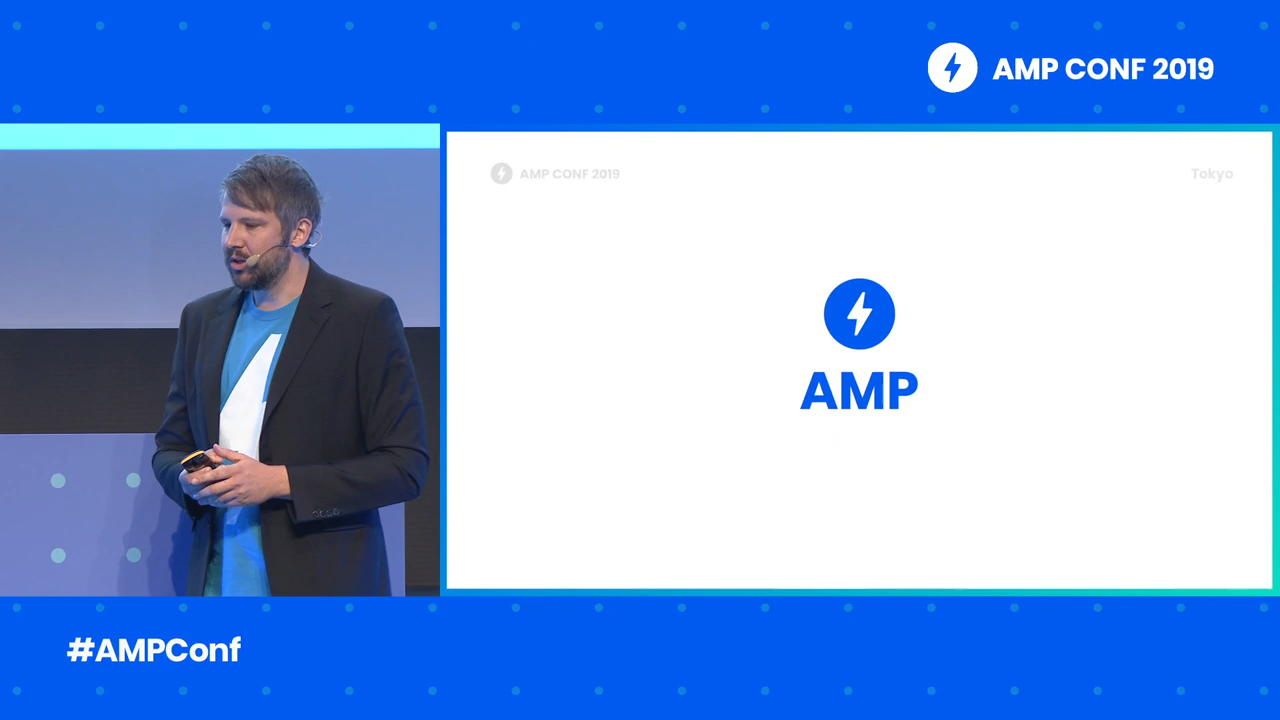 AMP CONF 2019
AMP CONF 2019
Tokyo
AMP
#AMPConf